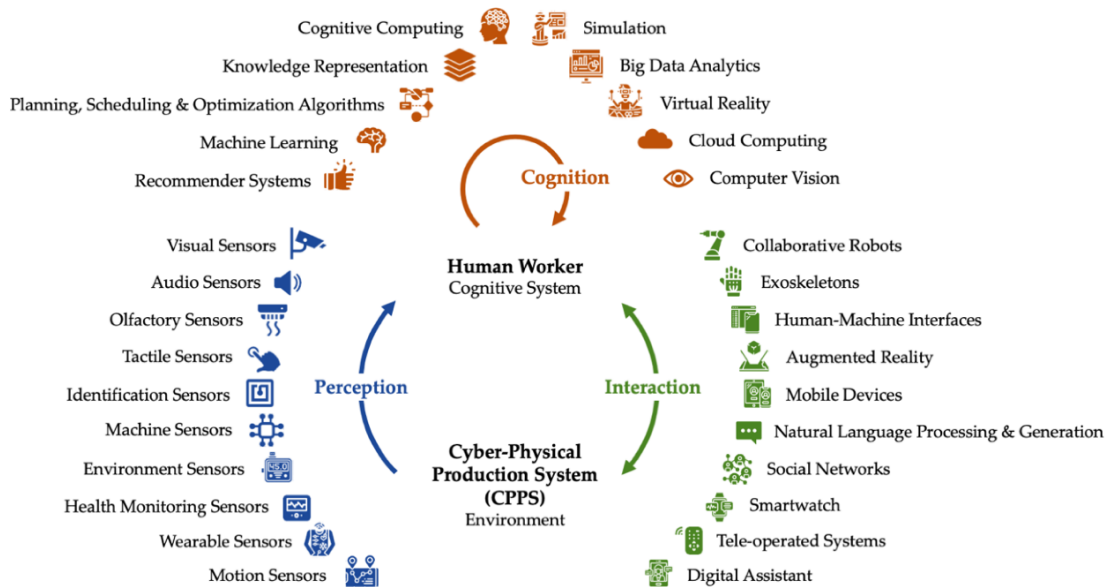 Cognitive Computing
Simulation
Knowledge Representation
Big Data Analytics
Planning, Scheduling & Optimization Algorithms
Virtual Reality
Machine Learning
Cloud Computing
Recommender Systems
Cognition
Computer Vision
Visual Sensors
Collaborative Robots
Human Worker
Cognitive System
Audio Sensors
Exoskeletons
Olfactory Sensors
Human-Machine Interfaces
Tactile Sensors
Augmented Reality
Identification Sensors
Perception
Interaction
Mobile Devices
Machine Sensors
Natural Language Processing & Generation
Cyber-Physical
Production System
(CPPS)
Environment
Environment Sensors
45.0
Social Networks
Health Monitoring Sensors
Smartwatch
Wearable Sensors
Tele-operated Systems
Motion Sensors
Digital Assistant